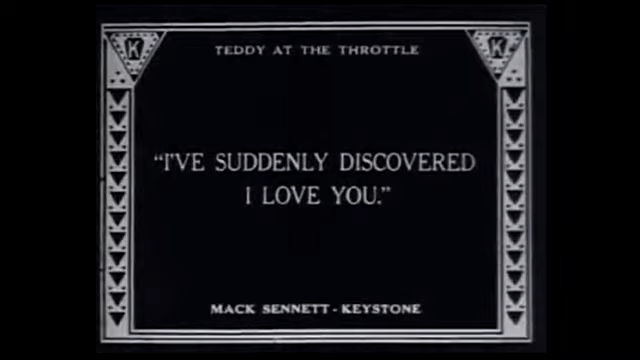 K K
TEDDY AT THE THROTTLE
"I'VE SUDDENLY DISCOVERED
I LOVE YOU."
MACK SENNETT - KEYSTONE